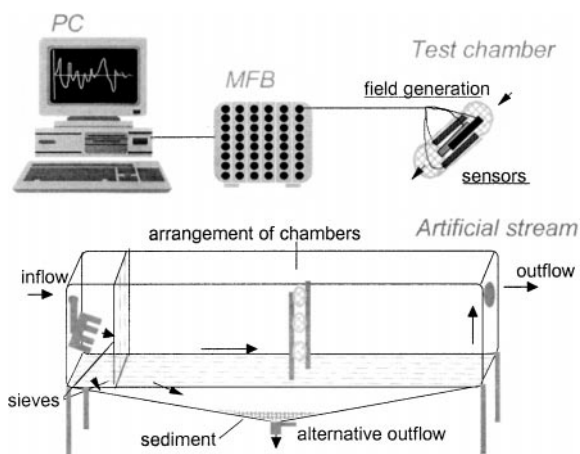 PC
MFB
Test chamber
field generation
sensors
Artificial stream
arrangement of chambers
inflow
outflow
sieves
sediment
alternative outflow